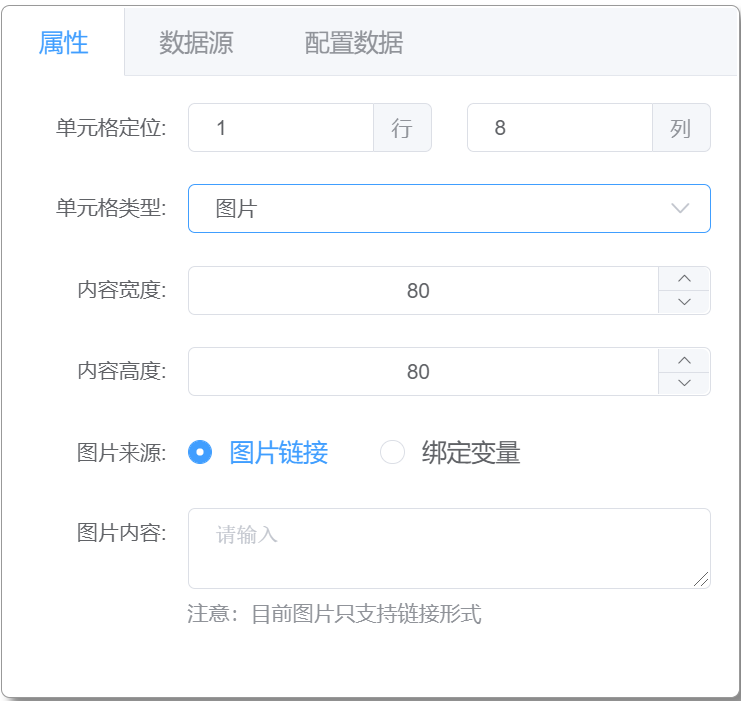 属性 数据源 配置数据
单元格定位: 1 行 8 列
单元格类型: 图片
内容宽度: 80
内容高度: 80
图片来源: 图片链接 绑定变量
图片内容: 请输入
注意：目前图片只支持链接形式